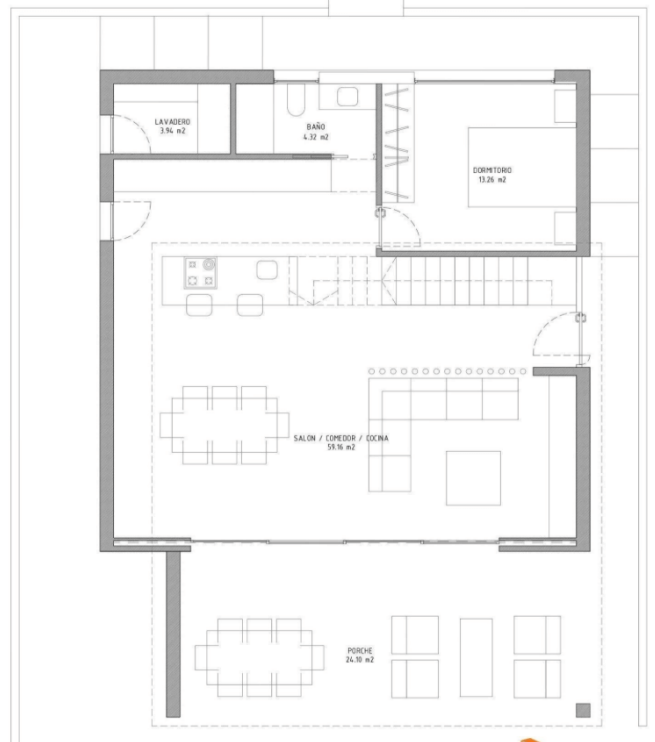 LAVADERO
3.94 m2
BAÑO
4.32 m2
DORMITORIO
13.26 m2
SALON / COMEDOR / COCINA
59.16 m2
PORCHE
24.10 m2